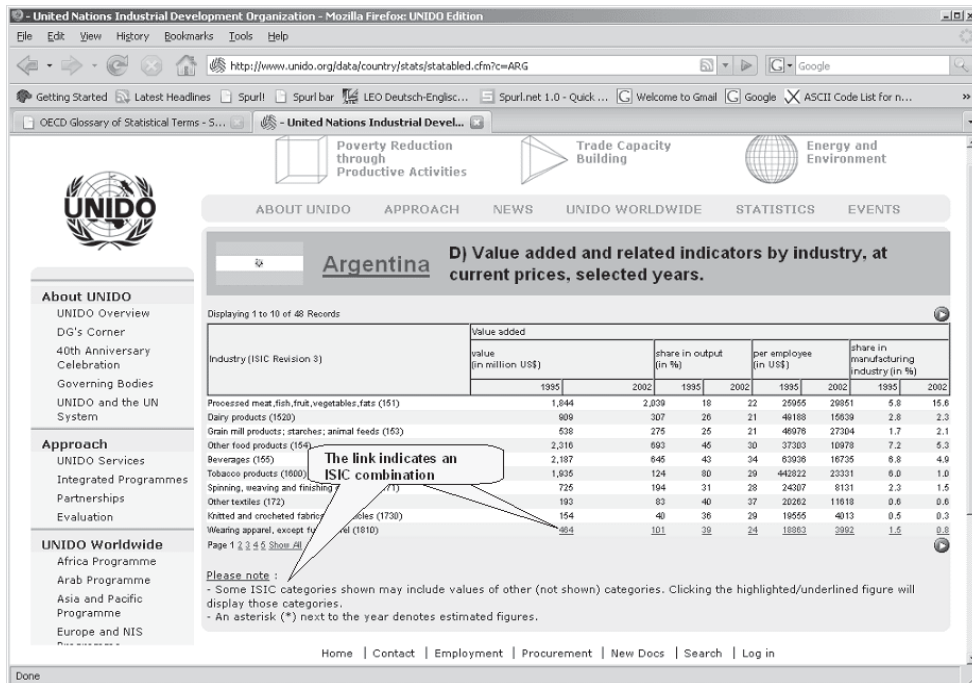 - United Nations Industrial Development Organization - Mozilla Firefox: UNIDO Edition
File Edit View History Bookmarks Tools Help
http://www.unido.org/data/country/stats/statabled.cfm?c=ARG
Google
Getting Started Latest Headlines Spurl! Spurl bar LEO Deutsch-Englisc... Spurl.net 1.0 - Quick ... Welcome to Gmail Google ASCII Code List for n... »
OECD Glossary of Statistical Terms - S... - United Nations Industrial Devel...
Poverty Reduction
through
Productive Activities
Trade Capacity
Building
Energy and
Environment
UNIDO
ABOUT UNIDO APPROACH NEWS UNIDO WORLDWIDE STATISTICS EVENTS
Argentina
D) Value added and related indicators by industry, at
current prices, selected years.
About UNIDO
UNIDO Overview
DG's Corner
40th Anniversary
Celebration
Governing Bodies
UNIDO and the UN
System
Approach
UNIDO Services
Integrated Programmes
Partnerships
Evaluation
UNIDO Worldwide
Africa Programme
Arab Programme
Asia and Pacific
Programme
Europe and NIS
Displaying 1 to 10 of 48 Records
Industry (ISIC Revision 3)
Value added
value
(in million US$)
share in output
(in %)
per employee
(in US$)
share in
manufacturing
industry (in %)
1995 2002 1995 2002 1995 2002 1995 2002
Processed meat,fish,fruit,vegetables,fats (151) 1,844 2,039 18 22 25955 29851 5.8 15.6
Dairy products (1520) 909 307 26 21 49188 15639 2.8 2.3
Grain mill products; starches; animal feeds (153) 538 275 25 21 46976 27304 1.7 2.1
Other food products (154) 2,316 693 45 30 37303 10978 7.2 5.3
Beverages (155) 2,187 645 43 34 63936 16735 6.8 4.9
Tobacco products (1600) 1,935 124 80 29 442822 23331 6.0 1.0
Spinning, weaving and finishing 71) 725 194 31 28 24307 8131 2.3 1.5
Other textiles (172) 193 83 40 37 20262 11618 0.6 0.6
Knitted and crocheted fabrics (1730) 154 40 36 29 19555 4013 0.5 0.3
Wearing apparel, except (1810) 464 101 39 24 18863 3992 1.5 0.8
The link indicates an
ISIC combination
Page 1 2 3 4 5 Show All
Please note :
- Some ISIC categories shown may include values of other (not shown) categories. Clicking the highlighted/underlined figure will
display those categories.
- An asterisk (*) next to the year denotes estimated figures.
Home | Contact | Employment | Procurement | New Docs | Search | Log in
Done